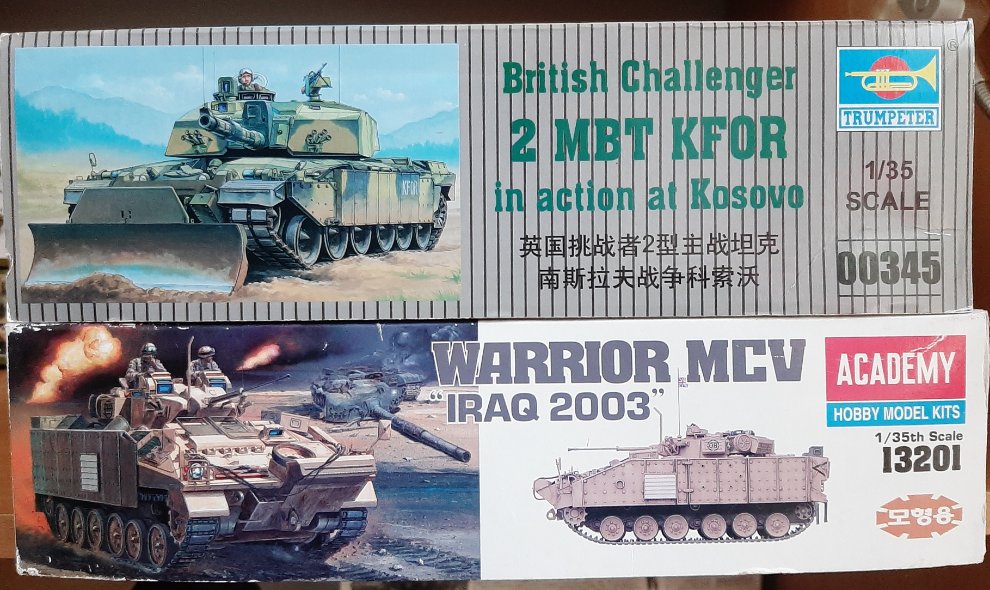 British Challenger
2 MBT KFOR
in action at Kosovo
英国挑战者2型主战坦克
南斯拉夫战争科索沃
KFOR
TRUMPETER
1/35
SCALE
00345
WARRIOR MCV
"IRAQ 2003"
ACADEMY
HOBBY MODEL KITS
1/35th Scale
13201
모형용